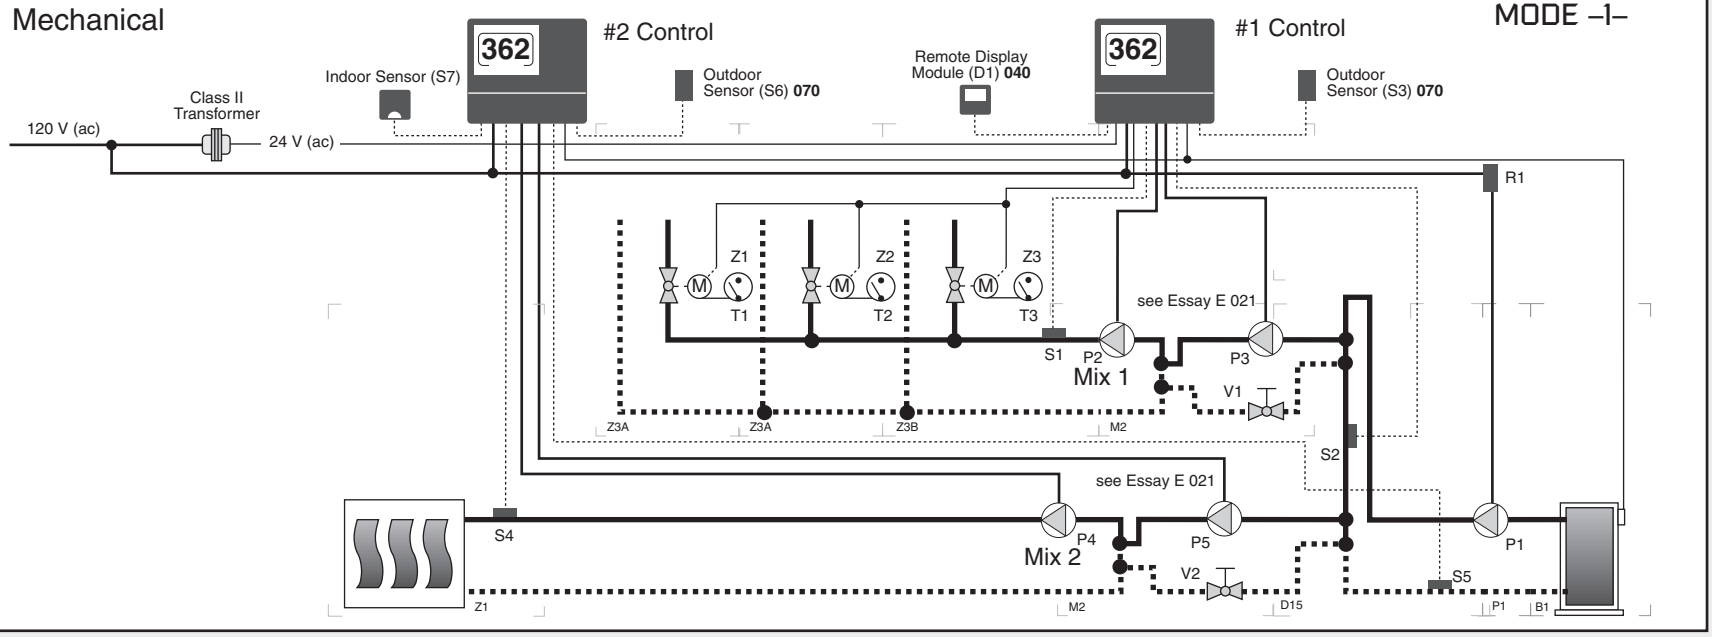 Mechanical
MODE –1–
362
#2 Control
362
#1 Control
Indoor Sensor (S7)
Outdoor
Sensor (S6) 070
Remote Display
Module (D1) 040
Outdoor
Sensor (S3) 070
Class II
Transformer
120 V (ac)
24 V (ac)
R1
Z1
Z2
Z3
M
M
M
T1
T2
T3
see Essay E 021
S1
P2
P3
Mix 1
V1
Z3A
Z3A
Z3B
M2
S2
see Essay E 021
S4
P4
P5
P1
Mix 2
V2
S5
Z1
M2
D15
P1
B1